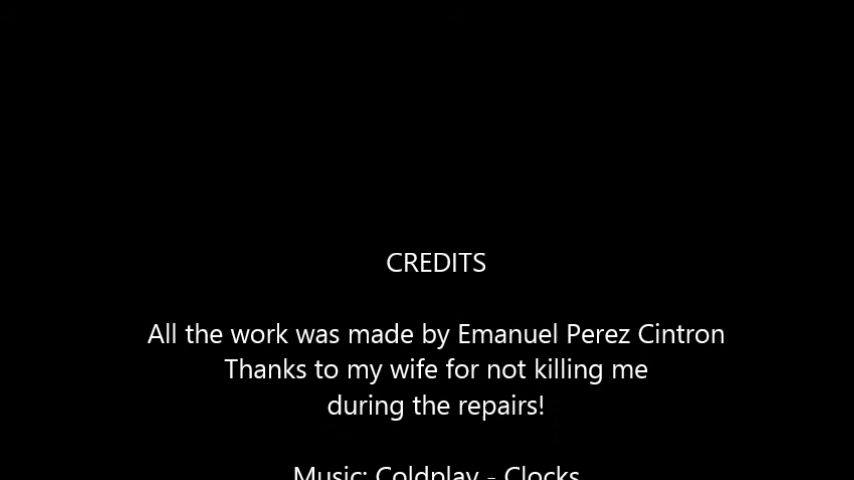 CREDITS
All the work was made by Emanuel Perez Cintron
Thanks to my wife for not killing me
during the repairs!
Music: Coldplay - Clocks